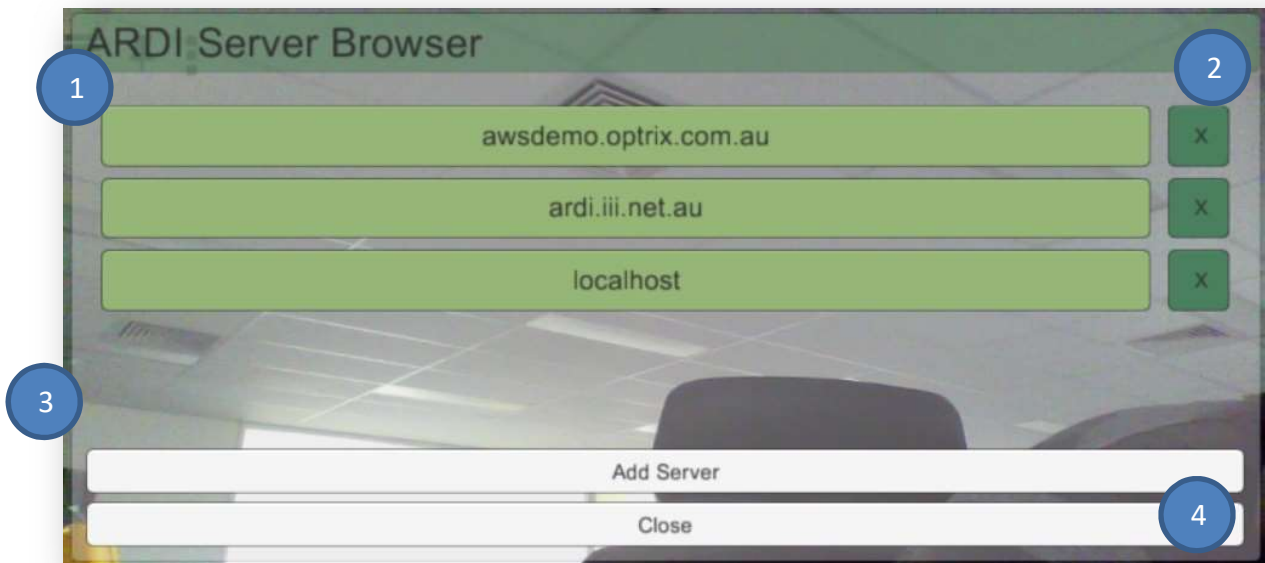 ARDI Server Browser
1
2
awsdemo.optrix.com.au
X
ardi.iii.net.au
X
localhost
X
3
Add Server
Close
4